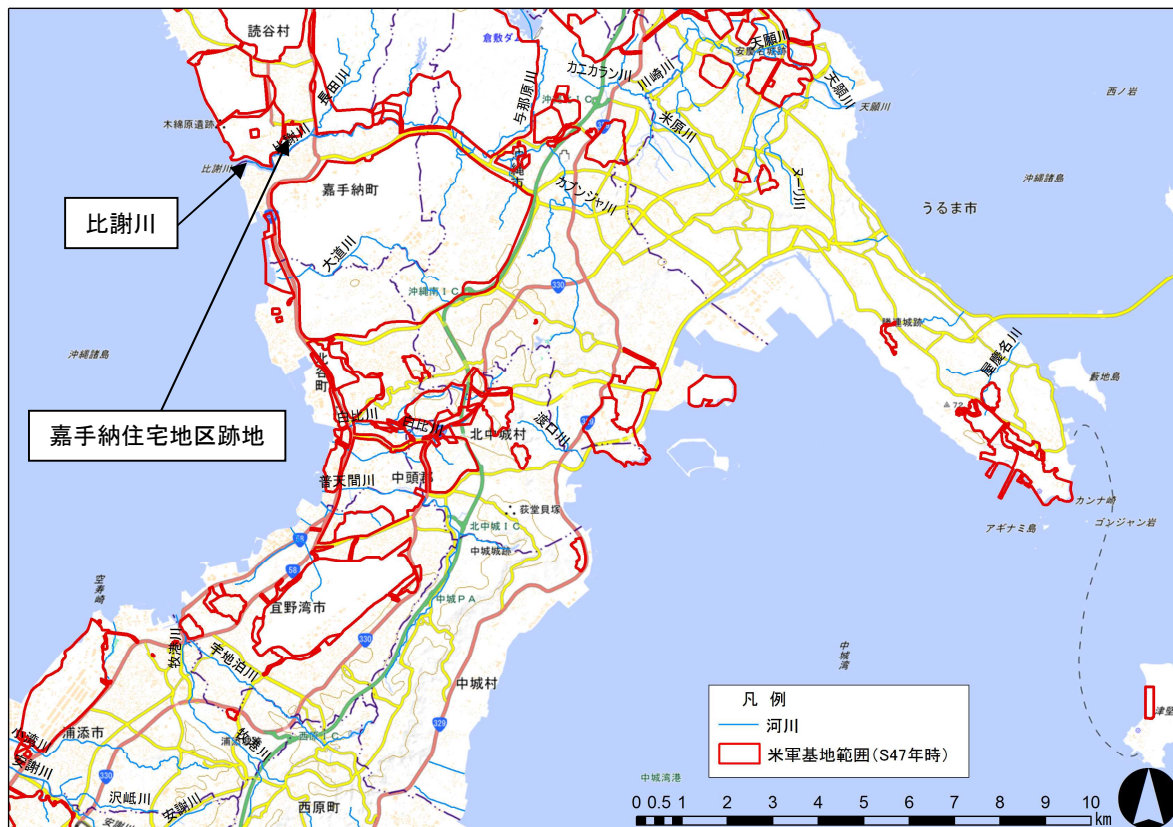 読谷村
倉敷ダ
天願川
安慶名城跡
長田川
与那原川
カニカラン川
川崎川
天願川
天願川
西ノ岩
木綿原遺跡
比謝川
米原川
比謝川
嘉手納町
沖縄市
カブンジャ川
ヌーリ川
沖縄諸島
うるま市
比謝川
大道川
沖縄南IC
330
沖縄諸島
勝連城跡
屋慶名川
藪地島
北谷町
72
嘉手納住宅地区跡地
白比川
白比川
北中城村
渡口川
普天間川
中頭郡
荻堂貝塚
カンナ崎
アギナミ島
ゴンジャン岩
北中城IC
中城城跡
58
58
空寿崎
宜野湾市
中城PA
330
牧港川
宇地泊川
中城村
中城湾
329
凡 例
河川
米軍基地範囲(S47年時)
津堅
浦添市
小湾川
安謝川
牧港川
西原IC
330
沢岻川
安謝川
西原町
中城湾港
0 0.5 1 2 3 4 5 6 7 8 9 10
km